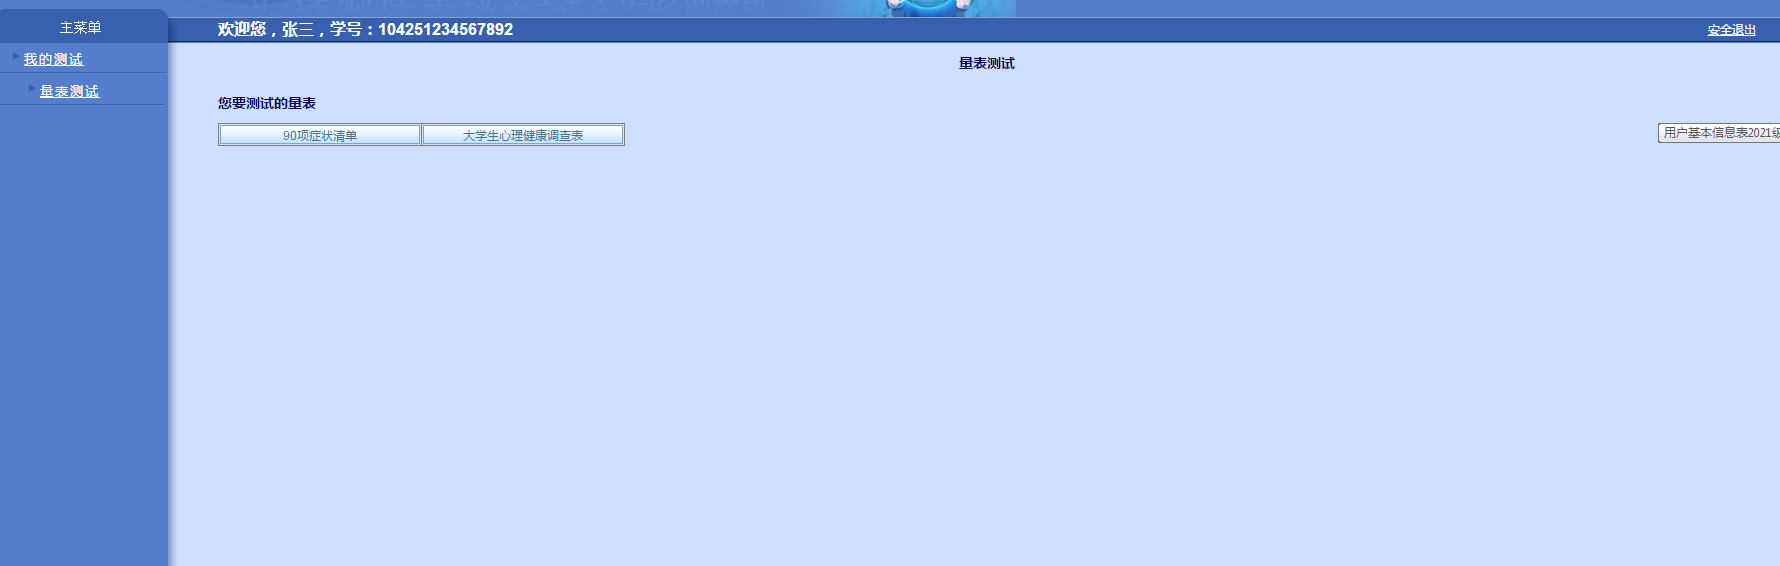 主菜单
欢迎您，张三，学号：104251234567892
安全退出
我的测试
量表测试
量表测试
您要测试的量表
90项症状清单
大学生心理健康调查表
用户基本信息表2021级